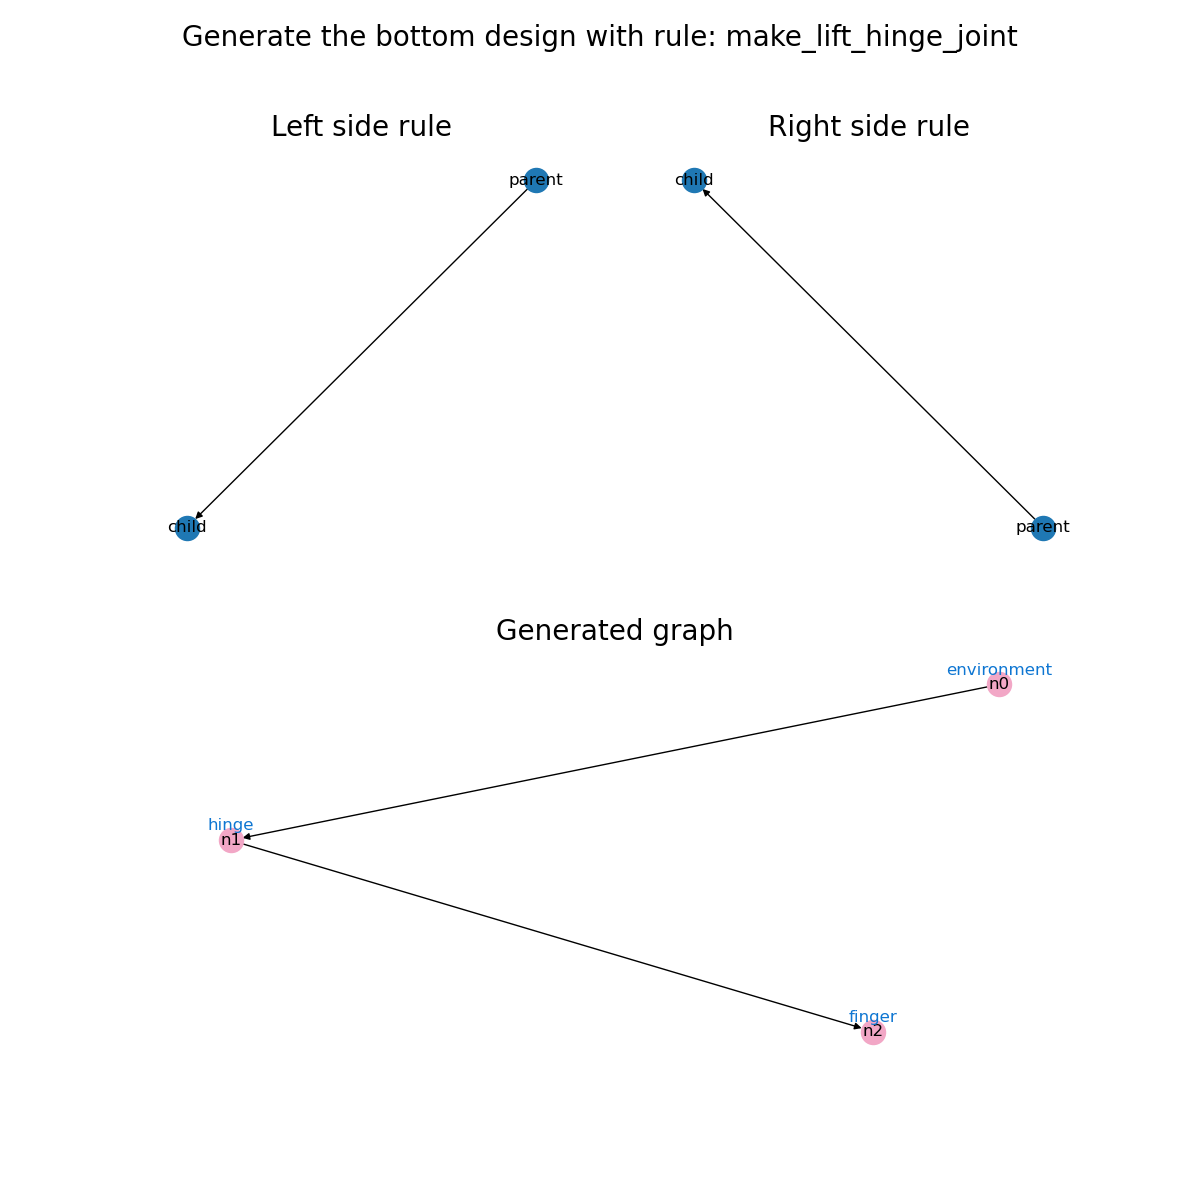 Generate the bottom design with rule: make_lift_hinge_joint
Left side rule
Right side rule
parent
child
child
parent
Generated graph
environment
n0
hinge
n1
finger
n2